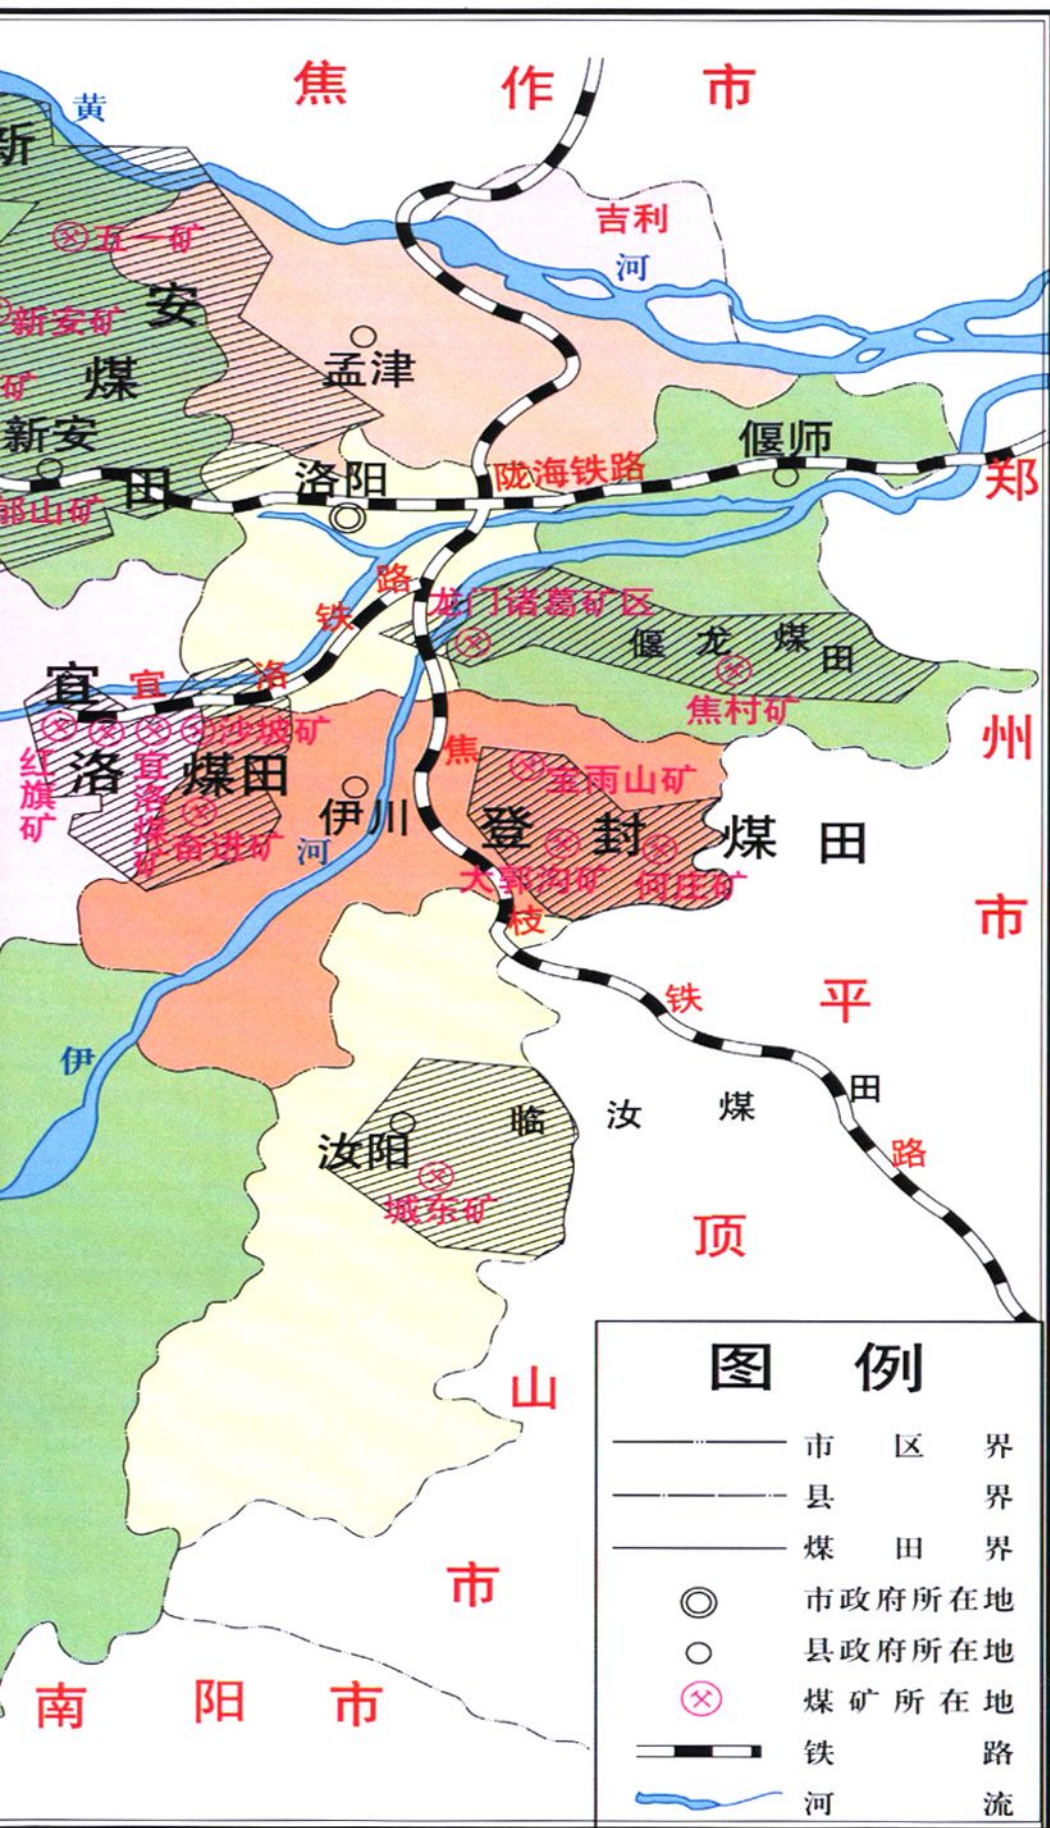 焦作市
黄
新
五一矿
吉利
河
安
新安矿
孟津
煤
矿
新安
偃师
洛阳
陇海铁路
郑
田
郭山矿
路
铁
龙门诸葛矿区
偃龙煤田
宜
宜
洛
焦村矿
红旗矿
沙坡矿
洛煤田
宜洛煤矿
州
焦
宝雨山矿
伊川
登封煤田
奋进矿
河
大郭沟矿
何庄矿
枝
市
铁
平
伊
田
临汝煤
汝阳
路
城东矿
顶
山
市
南阳市
图例
市区界
县界
煤田界
市政府所在地
县政府所在地
煤矿所在地
铁路
河流